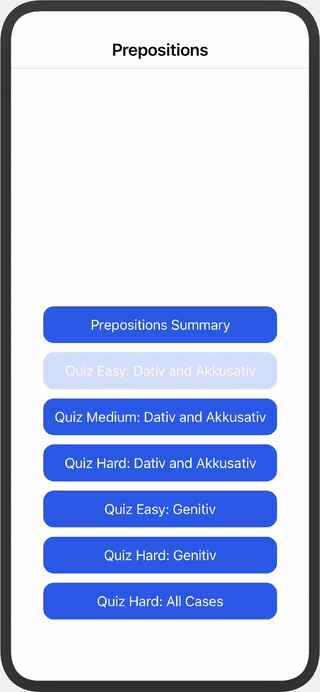 Prepositions
Prepositions Summary
Quiz Easy: Dativ and Akkusativ
Quiz Medium: Dativ and Akkusativ
Quiz Hard: Dativ and Akkusativ
Quiz Easy: Genitiv
Quiz Hard: Genitiv
Quiz Hard: All Cases